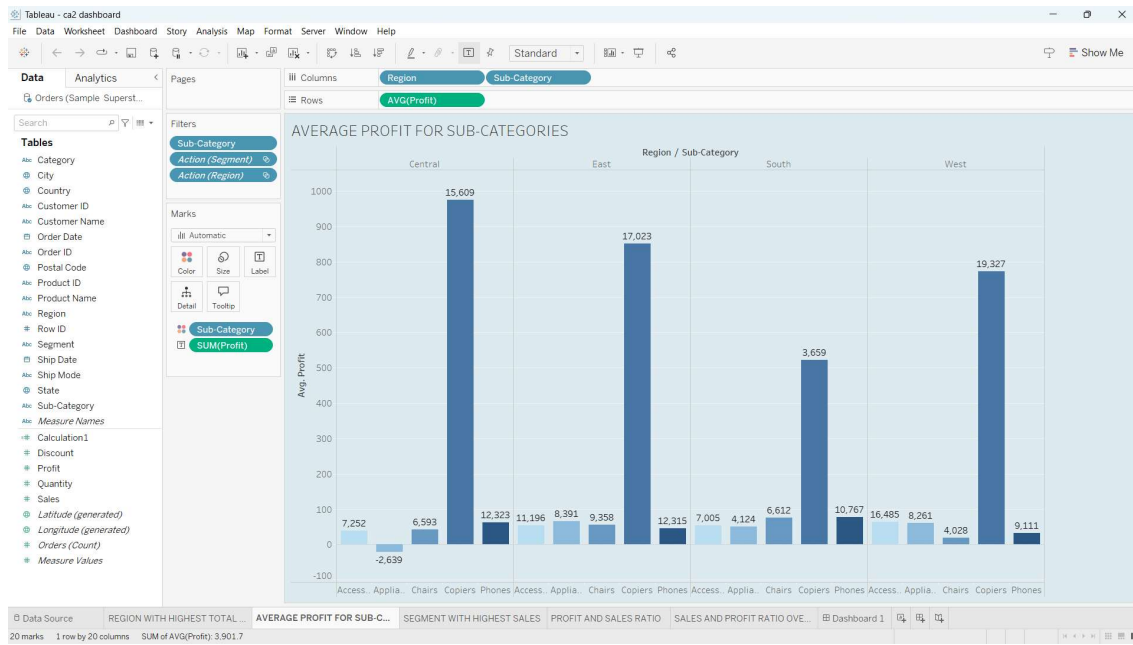 Tableau - ca2 dashboard
File Data Worksheet Dashboard Story Analysis Map Format Server Window Help
Standard
Show Me
Data Analytics
Orders (Sample Superst...
Search
Tables
Abc Category
City
Country
Abc Customer ID
Abc Customer Name
Order Date
Abc Order ID
Postal Code
Abc Product ID
Abc Product Name
Abc Region
# Row ID
Abc Segment
Ship Date
Abc Ship Mode
State
Abc Sub-Category
Abc Measure Names
=# Calculation1
# Discount
# Profit
# Quantity
# Sales
Latitude (generated)
Longitude (generated)
# Orders (Count)
# Measure Values
Pages
Filters
Sub-Category
Action (Segment)
Action (Region)
Marks
Automatic
Color Size Label
Detail Tooltip
Sub-Category
SUM(Profit)
Columns Region Sub-Category
Rows AVG(Profit)
AVERAGE PROFIT FOR SUB-CATEGORIES
Region / Sub-Category
Central East South West
Avg. Profit
1000
900
800
700
600
500
400
300
200
100
0
-100
7,252 -2,639 6,593 15,609 12,323 11,196 8,391 9,358 17,023 12,315 7,005 4,124 6,612 3,659 10,767 16,485 8,261 4,028 19,327 9,111
Access.. Applia.. Chairs Copiers Phones Access.. Applia.. Chairs Copiers Phones Access.. Applia.. Chairs Copiers Phones Access.. Applia.. Chairs Copiers Phones
Data Source REGION WITH HIGHEST TOTAL ... AVERAGE PROFIT FOR SUB-C... SEGMENT WITH HIGHEST SALES PROFIT AND SALES RATIO SALES AND PROFIT RATIO OVE... Dashboard 1
20 marks 1 row by 20 columns SUM of AVG(Profit): 3,901.7